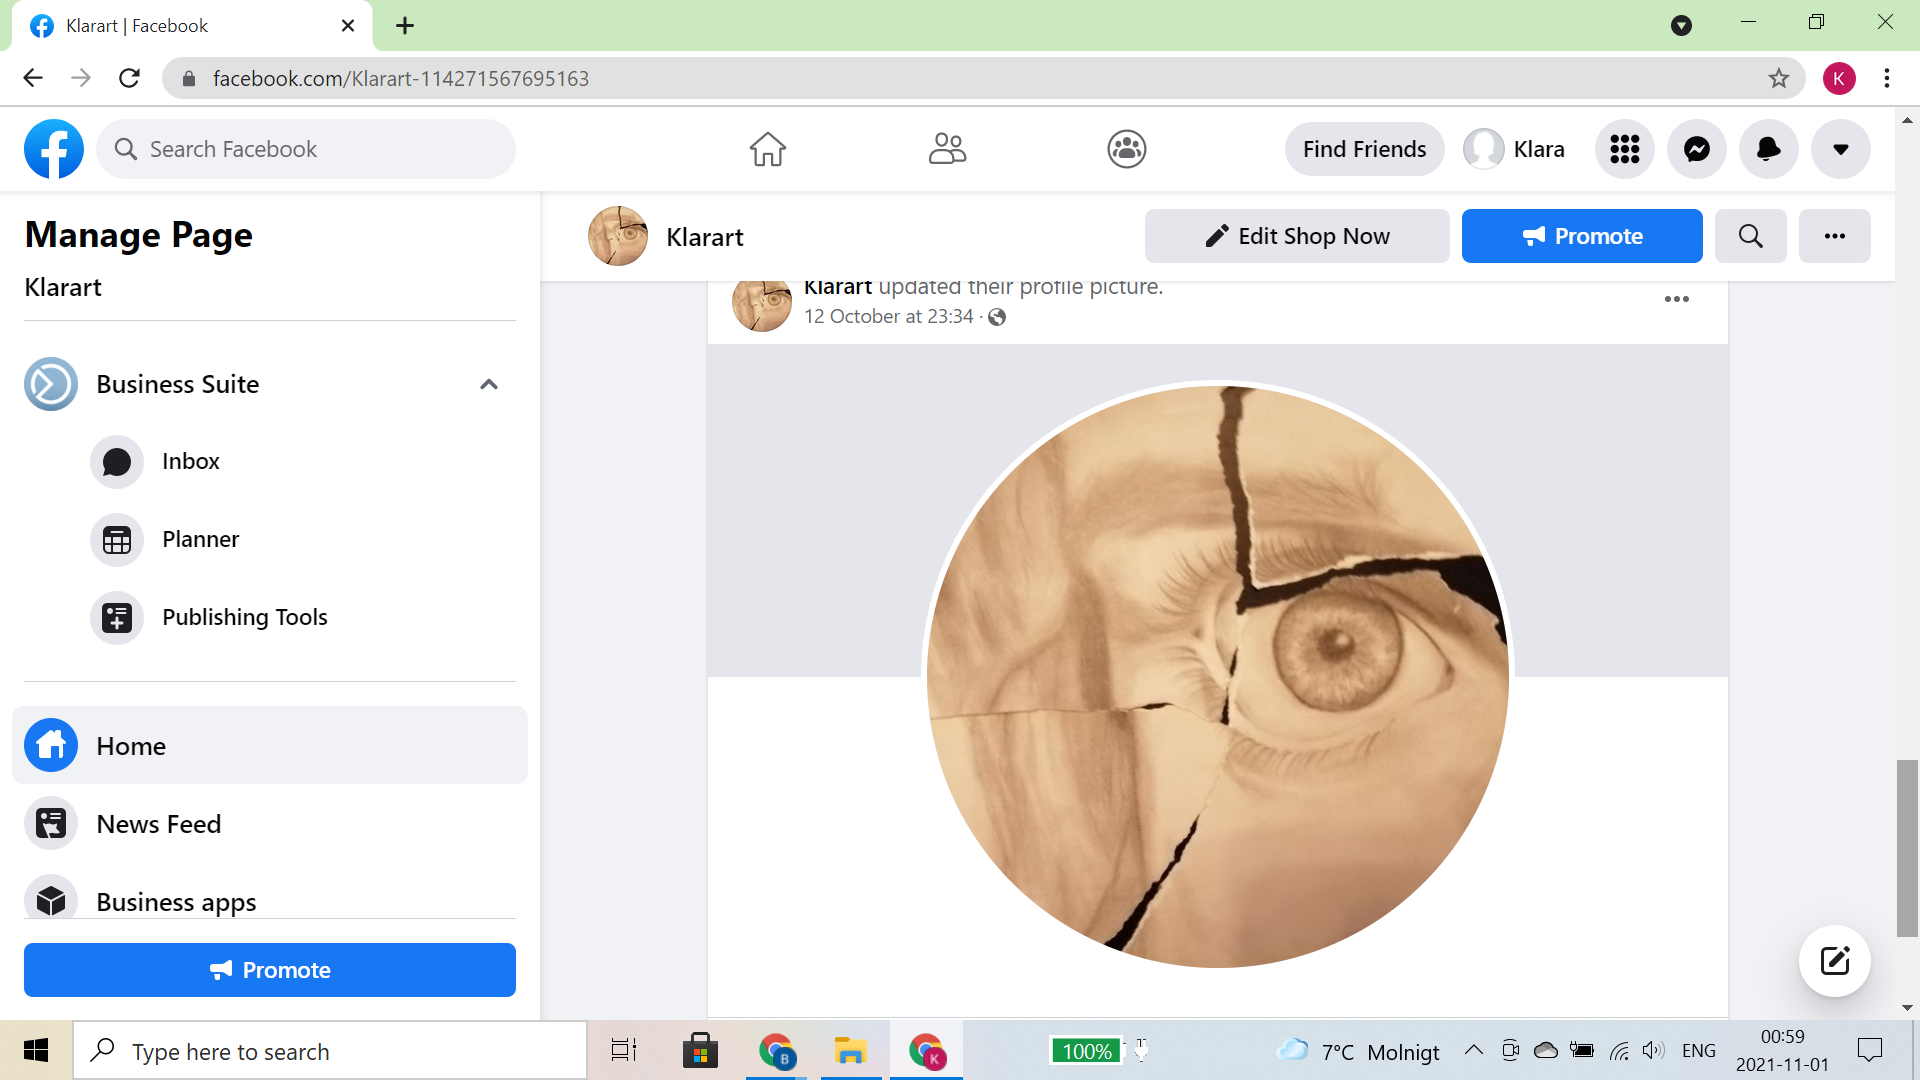 Klarart | Facebook
facebook.com/Klarart-114271567695163
K
Search Facebook
Find Friends
Klara
Manage Page
Klarart
Klarart
Edit Shop Now
Promote
Klarart updated their profile picture.
12 October at 23:34 ·
Business Suite
Inbox
Planner
Publishing Tools
Home
News Feed
Business apps
Promote
Type here to search
B
K
100%
7°C Molnigt
ENG
00:59
2021-11-01